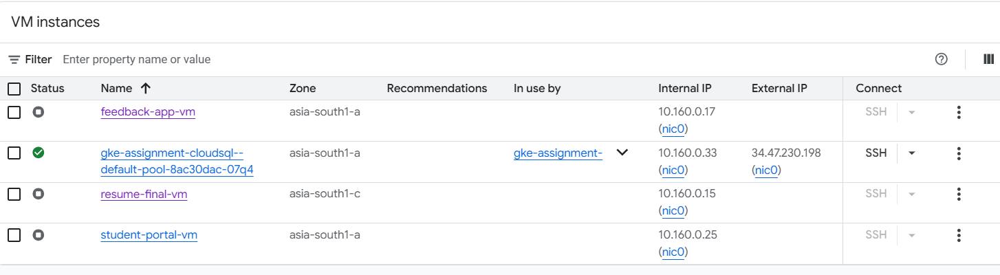 VM instances
Filter Enter property name or value
Status Name Zone Recommendations In use by Internal IP External IP Connect
feedback-app-vm asia-south1-a 10.160.0.17 SSH
(nic0)
gke-assignment-cloudsql-- asia-south1-a gke-assignment- 10.160.0.33 34.47.230.198 SSH
default-pool-8ac30dac-07q4 (nic0) (nic0)
resume-final-vm asia-south1-c 10.160.0.15 SSH
(nic0)
student-portal-vm asia-south1-a 10.160.0.25 SSH
(nic0)